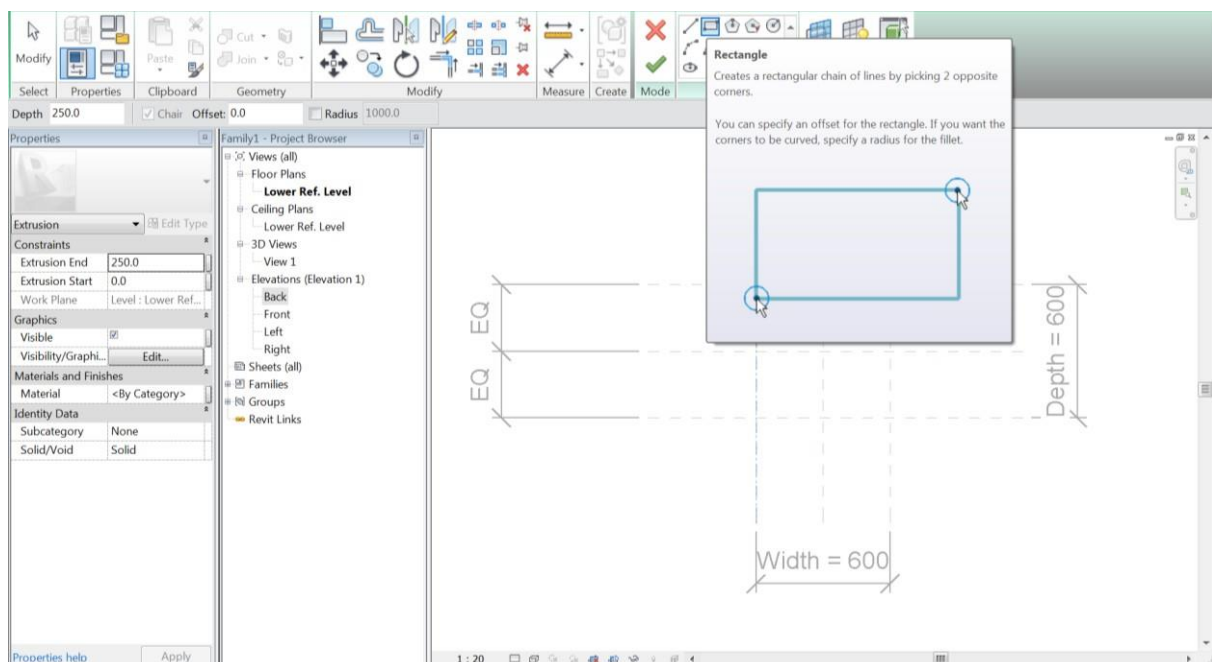 Modify
Select
Properties
Paste
Clipboard
Cut
Join
Geometry
Modify
Measure
Create
Mode
Rectangle
Creates a rectangular chain of lines by picking 2 opposite
corners.
You can specify an offset for the rectangle. If you want the
corners to be curved, specify a radius for the fillet.
Depth 250.0
Offset: 0.0
Radius 1000.0
Properties
Extrusion
Edit Type
Constraints
Extrusion End 250.0
Extrusion Start 0.0
Work Plane Level : Lower Ref...
Graphics
Visible
Visibility/Graphi... Edit...
Materials and Finishes
Material <By Category>
Identity Data
Subcategory None
Solid/Void Solid
Properties help
Apply
Family1 - Project Browser
Views (all)
Floor Plans
Lower Ref. Level
Ceiling Plans
Lower Ref. Level
3D Views
View 1
Elevations (Elevation 1)
Back
Front
Left
Right
Sheets (all)
Families
Groups
Revit Links
EQ
EQ
Depth = 600
Width = 600
1 : 20